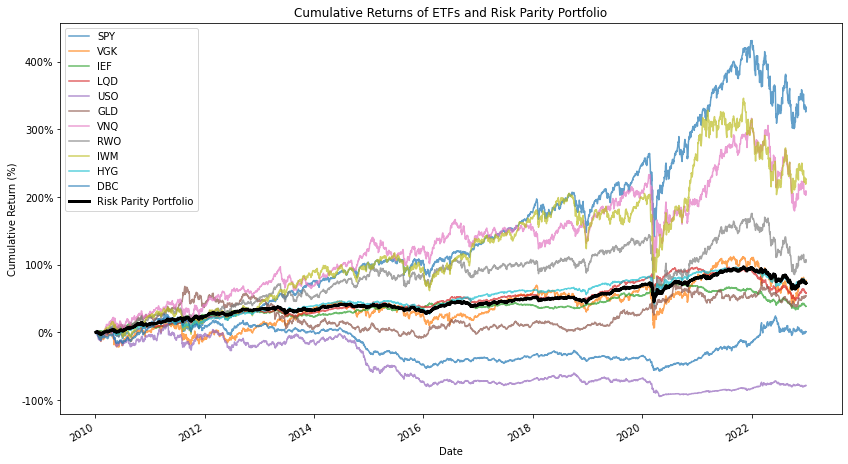 Cumulative Returns of ETFs and Risk Parity Portfolio
SPY
VGK
IEF
LQD
USO
GLD
VNQ
RWO
IWM
HYG
DBC
Risk Parity Portfolio
Cumulative Return (%)
400%
300%
200%
100%
0%
-100%
2010
2012
2014
2016
2018
2020
2022
Date